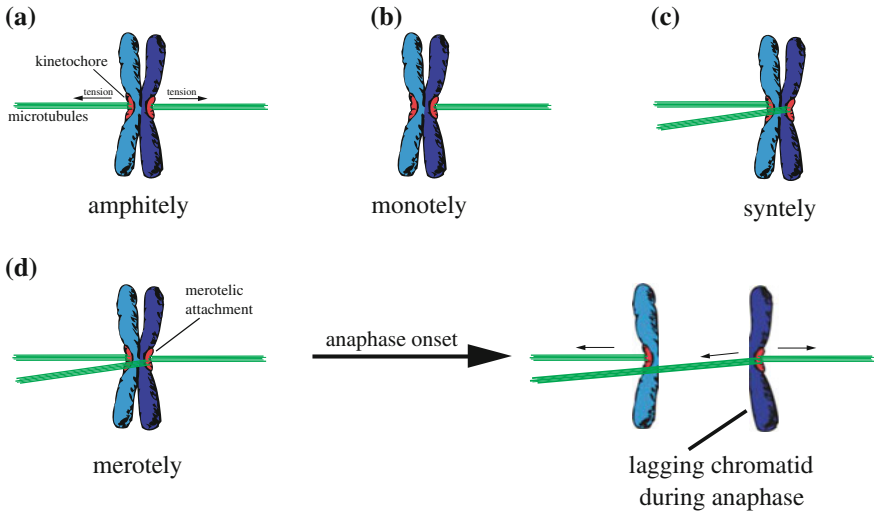 (a)
(b)
(c)
kinetochore
tension
tension
microtubules
amphitely
monotely
syntely
(d)
merotelic
attachment
anaphase onset
merotely
lagging chromatid
during anaphase